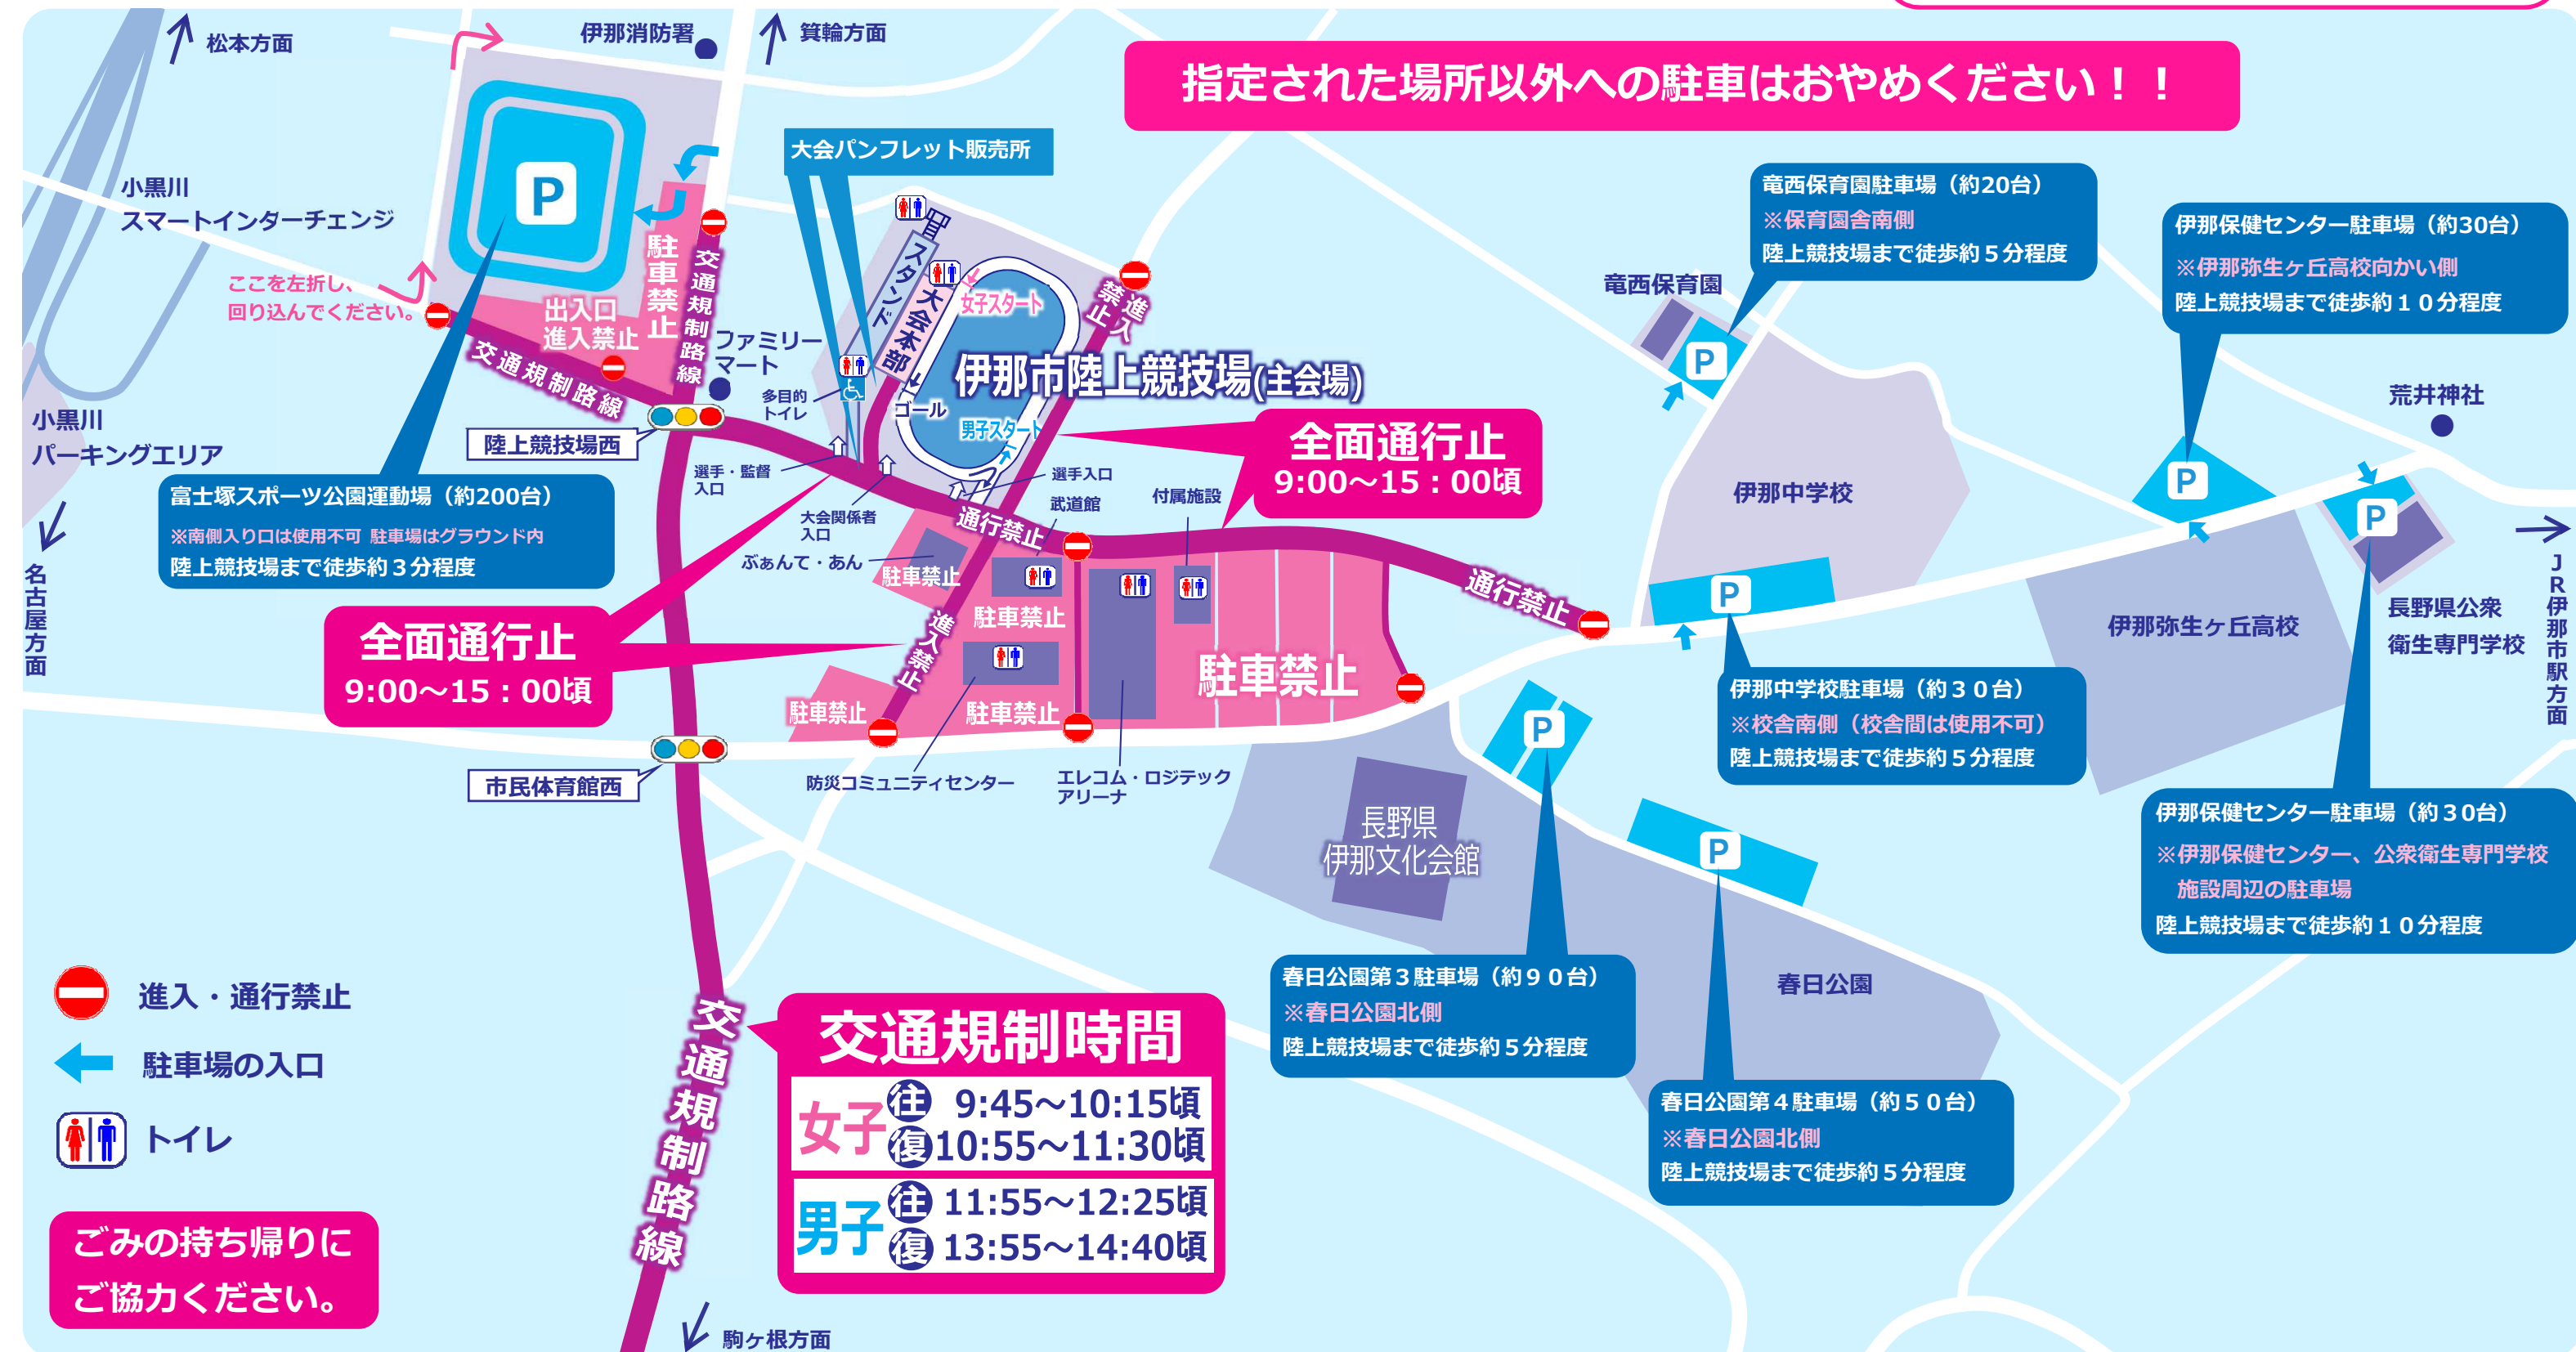 松本方面
伊那消防署
箕輪方面
指定された場所以外への駐車はおやめください！！
P
小黒川
スマートインターチェンジ
ここを左折し、
回り込んでください。
出入口
進入禁止
駐車禁止
交通規制路線
交通規制路線
大会パンフレット販売所
スタンド
大会本部
女子スタート
進入
禁止
ファミリー
マート
多目的
トイレ
ゴール
伊那市陸上競技場(主会場)
男子スタート
陸上競技場西
選手・監督
入口
大会関係者
入口
選手入口
武道館
付属施設
ぶぁんて・あん
小黒川
パーキングエリア
名古屋方面
富士塚スポーツ公園運動場（約200台）
※南側入り口は使用不可 駐車場はグラウンド内
陸上競技場まで徒歩約３分程度
全面通行止
9:00～15：00頃
全面通行止
9:00～15：00頃
通行禁止
通行禁止
駐車禁止
駐車禁止
進入禁止
駐車禁止
駐車禁止
駐車禁止
防災コミュニティセンター
エレコム・ロジテック
アリーナ
市民体育館西
竜西保育園駐車場（約20台）
※保育園舎南側
陸上競技場まで徒歩約５分程度
竜西保育園
P
伊那保健センター駐車場（約30台）
※伊那弥生ヶ丘高校向かい側
陸上競技場まで徒歩約１０分程度
荒井神社
伊那中学校
P
P
P
伊那弥生ヶ丘高校
長野県公衆
衛生専門学校
ＪＲ伊那市駅方面
伊那中学校駐車場（約３０台）
※校舎南側（校舎間は使用不可）
陸上競技場まで徒歩約５分程度
P
長野県
伊那文化会館
P
伊那保健センター駐車場（約３0台）
※伊那保健センター、公衆衛生専門学校
施設周辺の駐車場
陸上競技場まで徒歩約１０分程度
春日公園第３駐車場（約９０台）
※春日公園北側
陸上競技場まで徒歩約５分程度
春日公園
春日公園第４駐車場（約５０台）
※春日公園北側
陸上競技場まで徒歩約５分程度
進入・通行禁止
駐車場の入口
トイレ
ごみの持ち帰りに
ご協力ください。
交通規制路線
交通規制時間
女子 往 9:45～10:15頃
復 10:55～11:30頃
男子 往 11:55～12:25頃
復 13:55～14:40頃
駒ヶ根方面